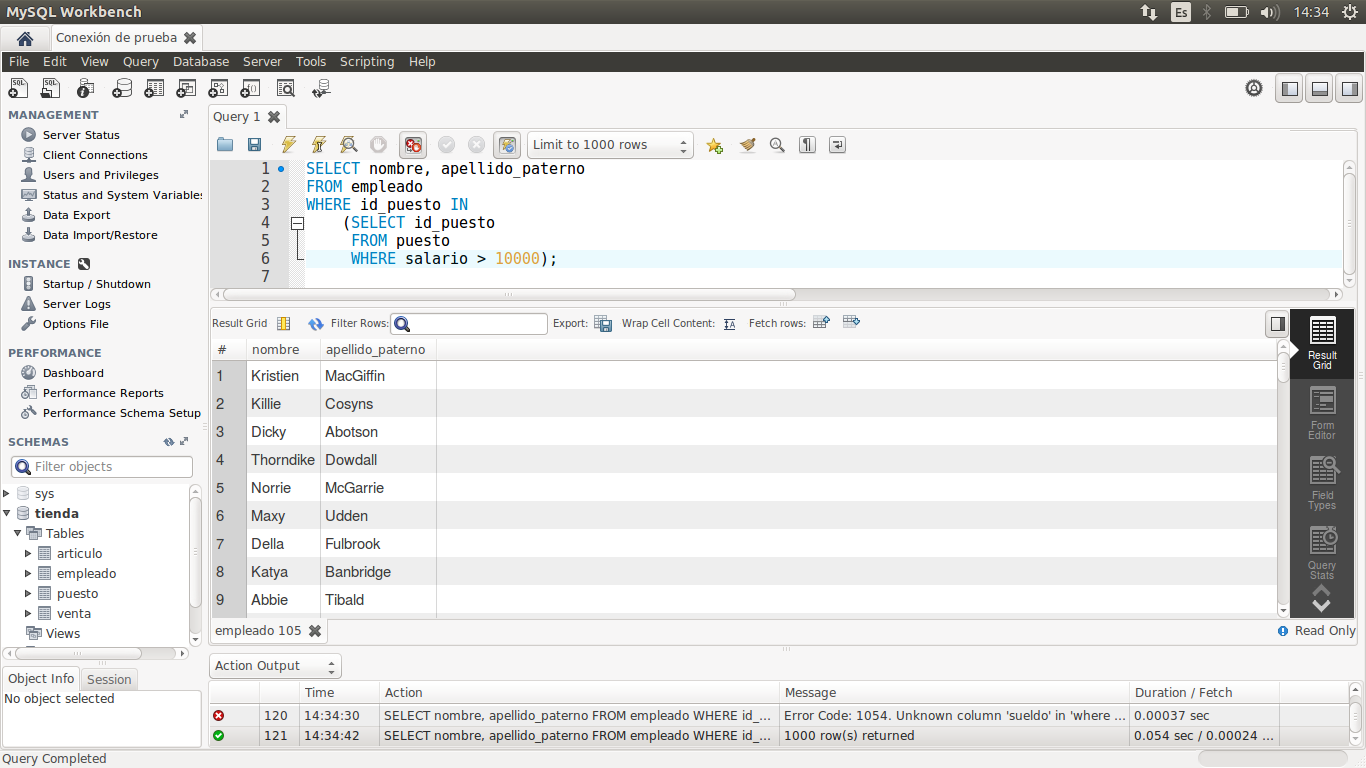 MySQL Workbench
Es
14:34
Conexión de prueba
File Edit View Query Database Server Tools Scripting Help
MANAGEMENT
Server Status
Client Connections
Users and Privileges
Status and System Variables
Data Export
Data Import/Restore
INSTANCE
Startup / Shutdown
Server Logs
Options File
PERFORMANCE
Dashboard
Performance Reports
Performance Schema Setup
SCHEMAS
Filter objects
sys
tienda
Tables
articulo
empleado
puesto
venta
Views
Object Info Session
No object selected
Query 1
Limit to 1000 rows
1 SELECT nombre, apellido_paterno
2 FROM empleado
3 WHERE id_puesto IN
4 (SELECT id_puesto
5 FROM puesto
6 WHERE salario > 10000);
7
Result Grid Filter Rows: Export: Wrap Cell Content: Fetch rows:
# nombre apellido_paterno
1 Kristien MacGiffin
2 Killie Cosyns
3 Dicky Abotson
4 Thorndike Dowdall
5 Norrie McGarrie
6 Maxy Udden
7 Della Fulbrook
8 Katya Banbridge
9 Abbie Tibald
Result Grid
Form Editor
Field Types
Query Stats
empleado 105
Read Only
Action Output
Time Action Message Duration / Fetch
120 14:34:30 SELECT nombre, apellido_paterno FROM empleado WHERE id_... Error Code: 1054. Unknown column 'sueldo' in 'where ... 0.00037 sec
121 14:34:42 SELECT nombre, apellido_paterno FROM empleado WHERE id_... 1000 row(s) returned 0.054 sec / 0.00024 ...
Query Completed